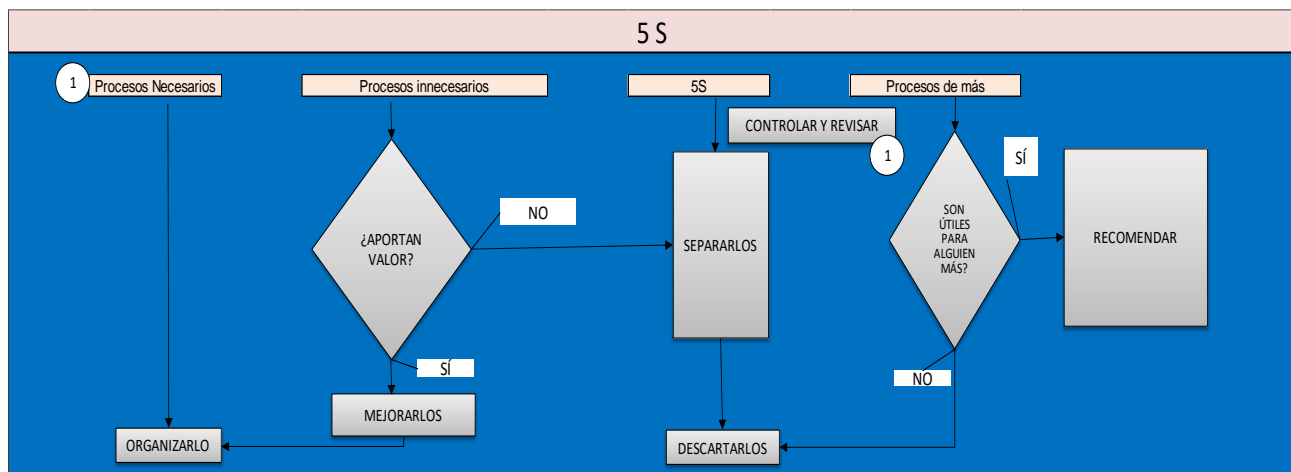 5 S
1
Procesos Necesarios
Procesos innecesarios
5S
Procesos de más
CONTROLAR Y REVISAR
1
SÍ
NO
¿APORTAN
VALOR?
SEPARARLOS
SON
ÚTILES
PARA
ALGUIEN
MÁS?
RECOMENDAR
SÍ
NO
MEJORARLOS
ORGANIZARLO
DESCARTARLOS